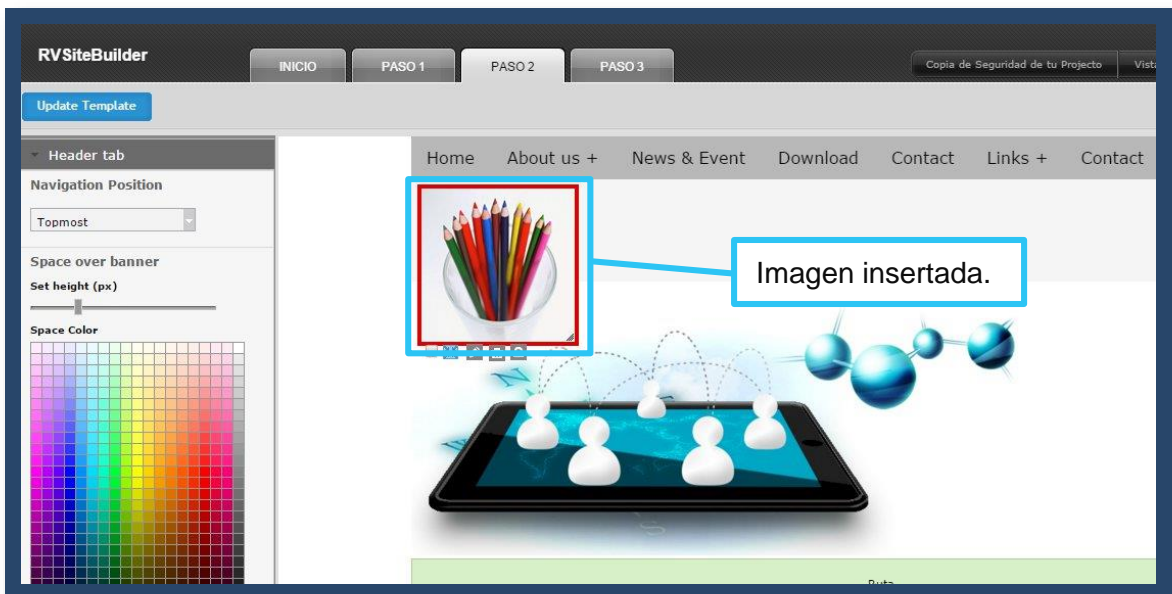 RVSiteBuilder
INICIO
PASO 1
PASO 2
PASO 3
Copia de Seguridad de tu Projecto
Update Template
Header tab
Navigation Position
Topmost
Space over banner
Set height (px)
Space Color
Home
About us +
News & Event
Download
Contact
Links +
Contact
Imagen insertada.
N
S